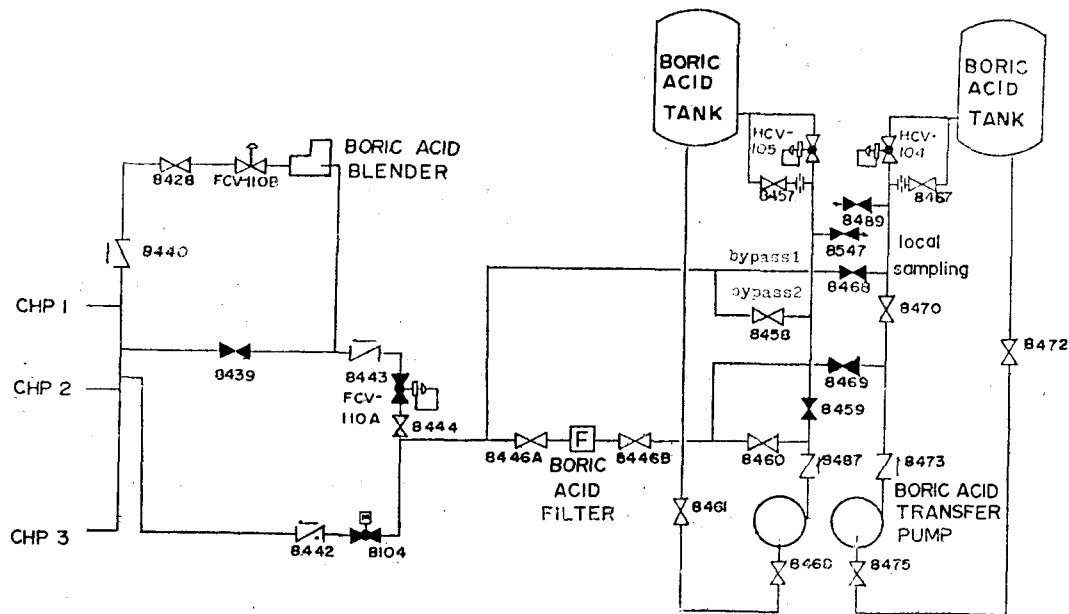 BORIC
ACID
TANK
BORIC
ACID
TANK
HCV-
105
HCV-
104
BORIC ACID
BLENDER
8428
FCV-110B
8457
8467
8489
8547
8440
local
sampling
bypass1
8468
bypass2
8458
8470
CHP 1
8439
8443
FCV-
110A
8444
CHP 2
8469
8459
8472
8446A
F
8446B
8460
8487
8473
BORIC
ACID
FILTER
8461
BORIC ACID
TRANSFER
PUMP
CHP 3
8442
8104
8460
8475